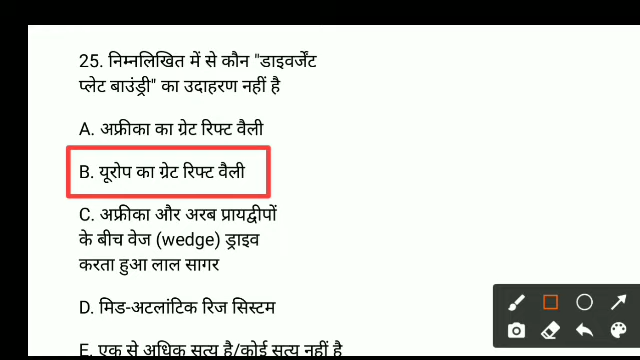 25. निम्नलिखित में से कौन "डाइवर्जेंट
प्लेट बाउंड्री" का उदाहरण नहीं है
A. अफ्रीका का ग्रेट रिफ्ट वैली
B. यूरोप का ग्रेट रिफ्ट वैली
C. अफ्रीका और अरब प्रायद्वीपों
के बीच वेज (wedge) ड्राइव
करता हुआ लाल सागर
D. मिड-अटलांटिक रिज सिस्टम
E. एक से अधिक सत्य है/कोई सत्य नहीं है